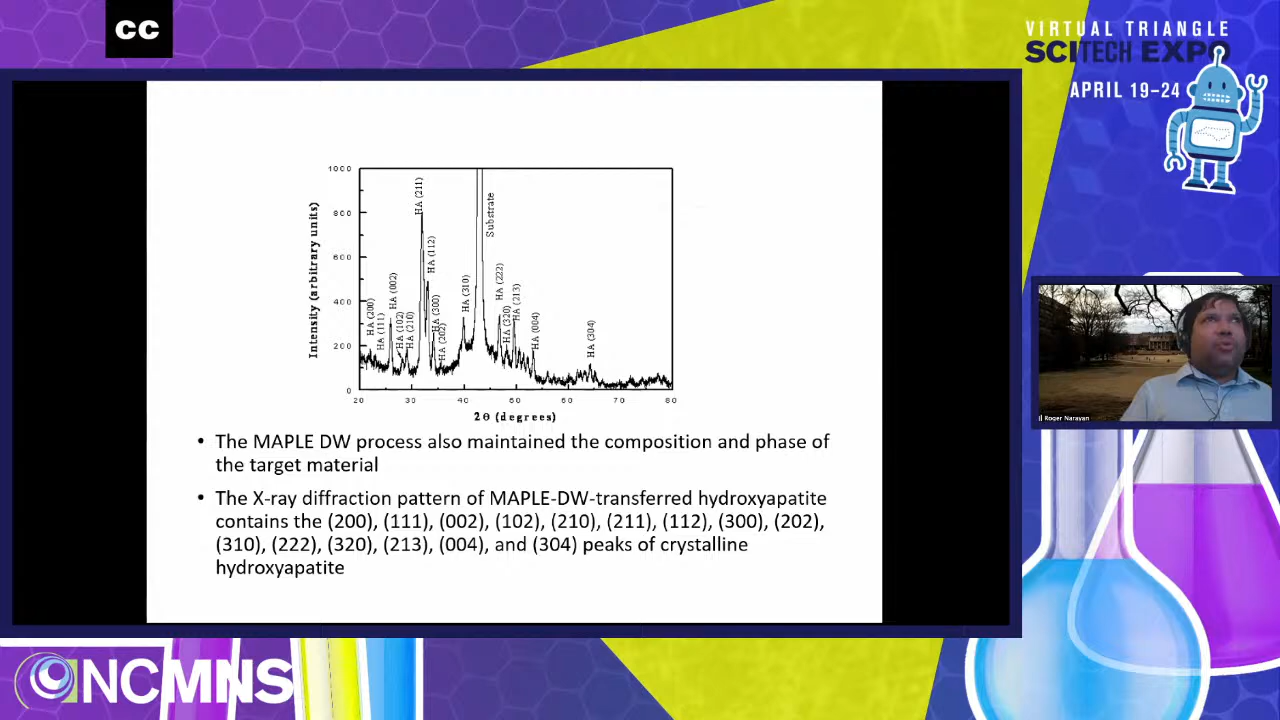 CC
VIRTUAL TRIANGLE
SCITECH EXPO
APRIL 19–24
1000
800
600
400
200
0
20 30 40 50 60 70 80
Intensity (arbitrary units)
2θ (degrees)
HA (200)
HA (111)
HA (002)
HA (102)
HA (210)
HA (211)
HA (112)
HA (300)
HA (202)
HA (310)
Substrate
HA (222)
HA (320)
HA (213)
HA (004)
HA (304)
• The MAPLE DW process also maintained the composition and phase of
the target material
• The X-ray diffraction pattern of MAPLE-DW-transferred hydroxyapatite
contains the (200), (111), (002), (102), (210), (211), (112), (300), (202),
(310), (222), (320), (213), (004), and (304) peaks of crystalline
hydroxyapatite
Roger Narayan
NCMNS